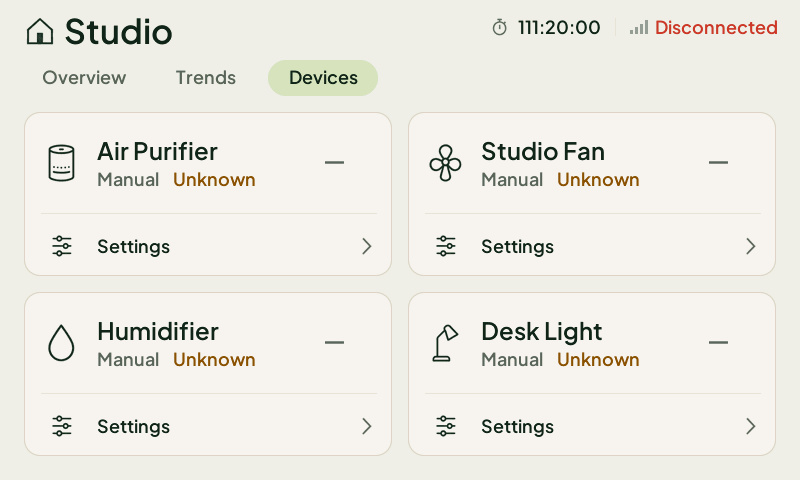 Studio
111:20:00 Disconnected
Overview Trends Devices
Air Purifier
Manual Unknown
Settings
Studio Fan
Manual Unknown
Settings
Humidifier
Manual Unknown
Settings
Desk Light
Manual Unknown
Settings